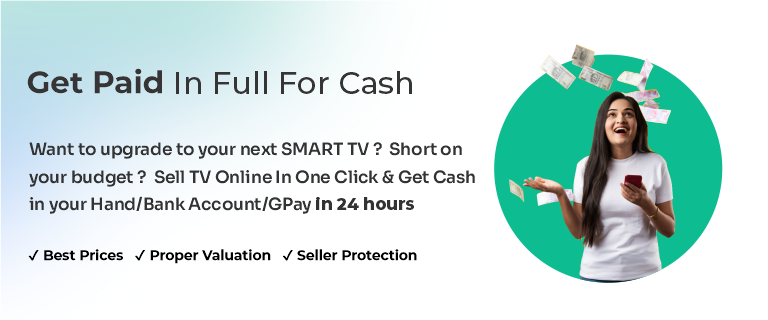 Get Paid In Full For Cash
Want to upgrade to your next SMART TV ? Short on
your budget ? Sell TV Online In One Click & Get Cash
in your Hand/Bank Account/GPay in 24 hours
✓ Best Prices ✓ Proper Valuation ✓ Seller Protection